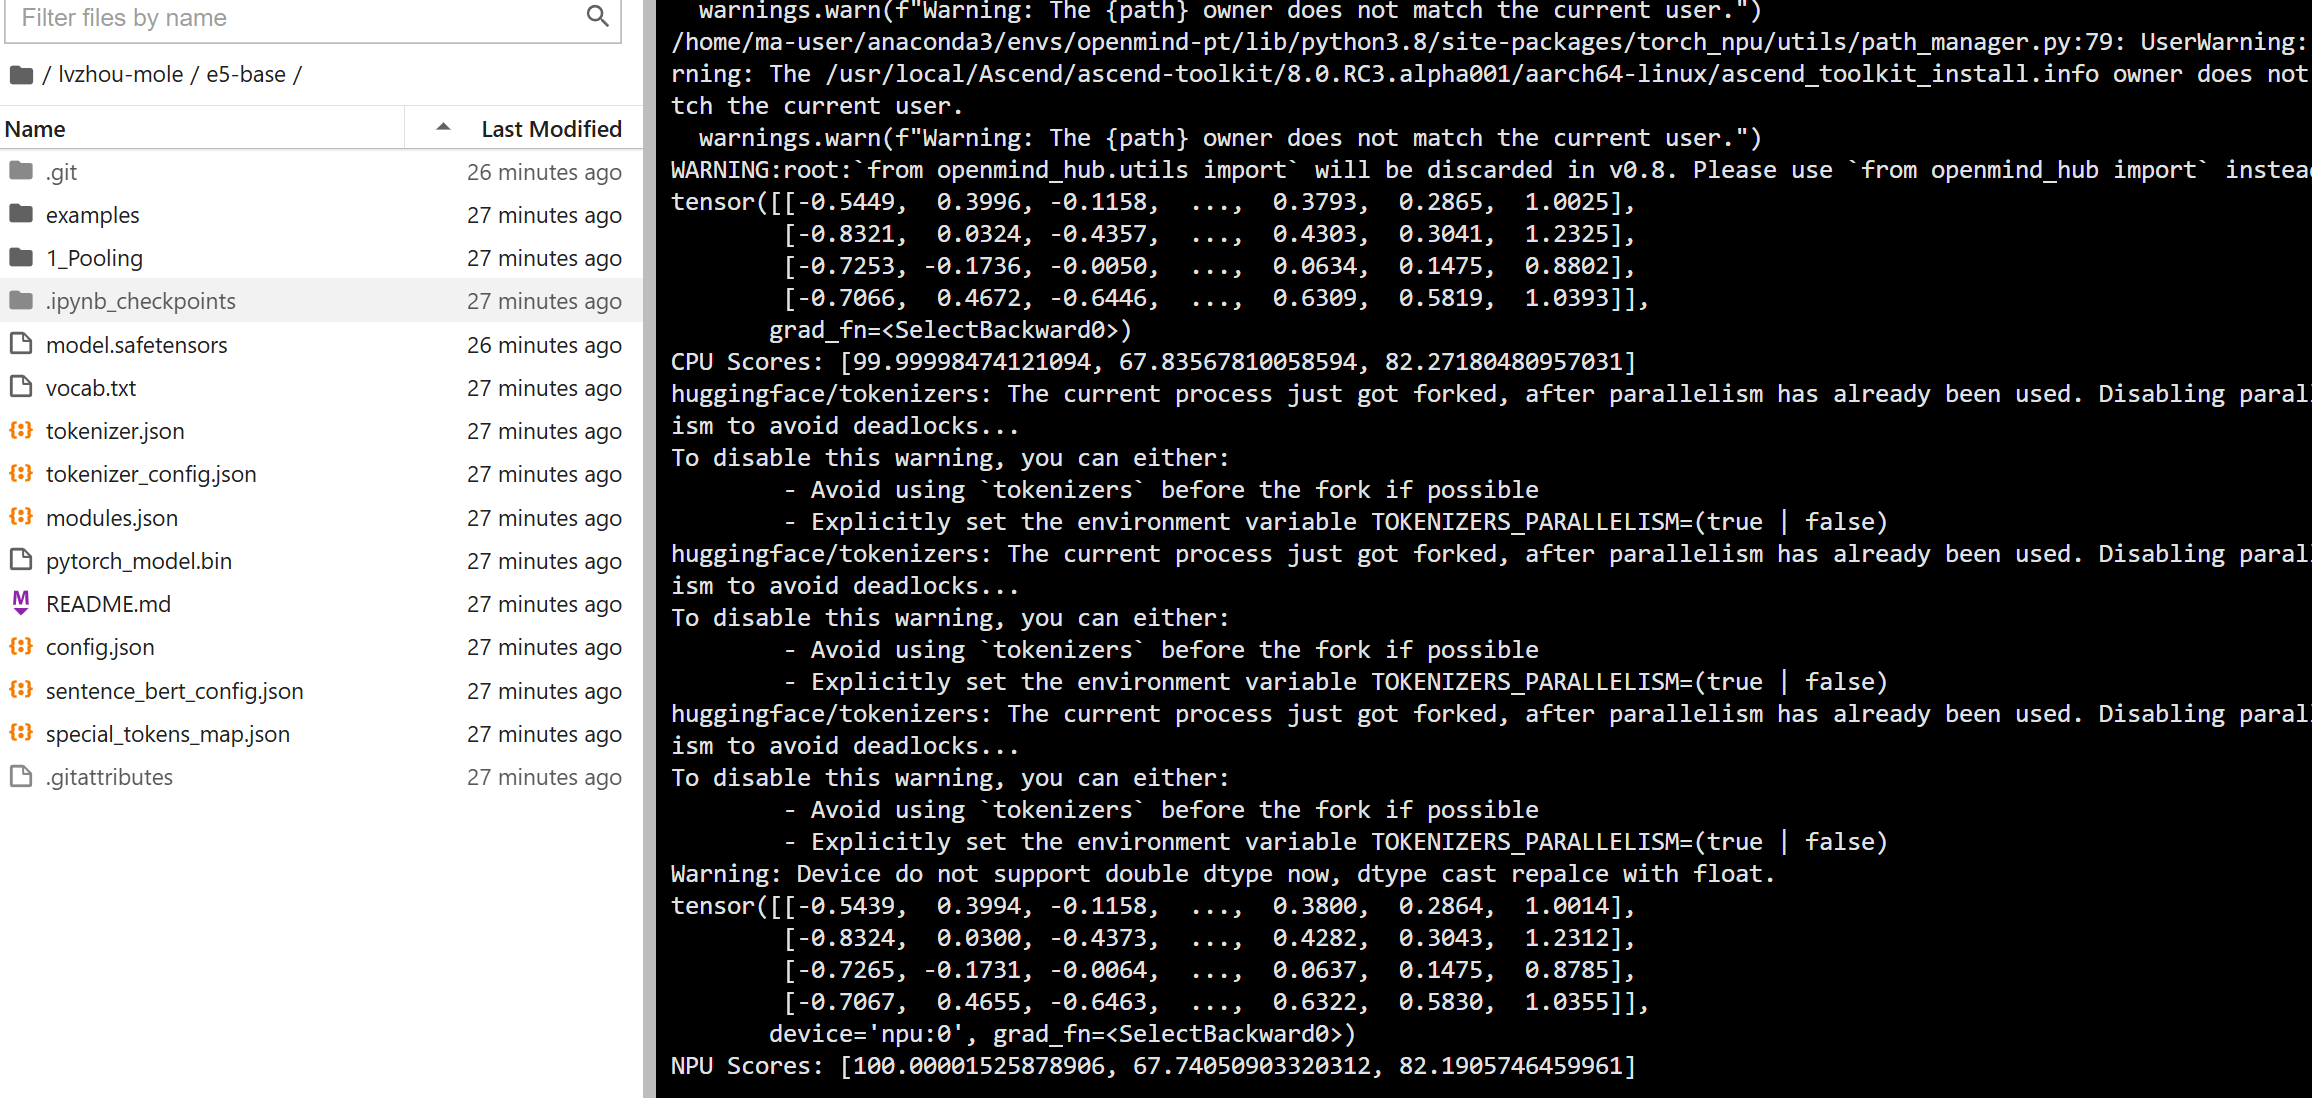 Filter files by name
/ lvzhou-mole / e5-base /
Name Last Modified
.git 26 minutes ago
examples 27 minutes ago
1_Pooling 27 minutes ago
.ipynb_checkpoints 27 minutes ago
model.safetensors 26 minutes ago
vocab.txt 27 minutes ago
tokenizer.json 27 minutes ago
tokenizer_config.json 27 minutes ago
modules.json 27 minutes ago
pytorch_model.bin 27 minutes ago
README.md 27 minutes ago
config.json 27 minutes ago
sentence_bert_config.json 27 minutes ago
special_tokens_map.json 27 minutes ago
.gitattributes 27 minutes ago
warnings.warn(f"Warning: The {path} owner does not match the current user.")
/home/ma-user/anaconda3/envs/openmind-pt/lib/python3.8/site-packages/torch_npu/utils/path_manager.py:79: UserWarning:
rning: The /usr/local/Ascend/ascend-toolkit/8.0.RC3.alpha001/aarch64-linux/ascend_toolkit_install.info owner does not
tch the current user.
warnings.warn(f"Warning: The {path} owner does not match the current user.")
WARNING:root:`from openmind_hub.utils import` will be discarded in v0.8. Please use `from openmind_hub import` instead
tensor([[-0.5449, 0.3996, -0.1158, ..., 0.3793, 0.2865, 1.0025],
[-0.8321, 0.0324, -0.4357, ..., 0.4303, 0.3041, 1.2325],
[-0.7253, -0.1736, -0.0050, ..., 0.0634, 0.1475, 0.8802],
[-0.7066, 0.4672, -0.6446, ..., 0.6309, 0.5819, 1.0393]],
grad_fn=<SelectBackward0>)
CPU Scores: [99.99998474121094, 67.83567810058594, 82.27180480957031]
huggingface/tokenizers: The current process just got forked, after parallelism has already been used. Disabling paral
ism to avoid deadlocks...
To disable this warning, you can either:
- Avoid using `tokenizers` before the fork if possible
- Explicitly set the environment variable TOKENIZERS_PARALLELISM=(true | false)
huggingface/tokenizers: The current process just got forked, after parallelism has already been used. Disabling paral
ism to avoid deadlocks...
To disable this warning, you can either:
- Avoid using `tokenizers` before the fork if possible
- Explicitly set the environment variable TOKENIZERS_PARALLELISM=(true | false)
huggingface/tokenizers: The current process just got forked, after parallelism has already been used. Disabling paral
ism to avoid deadlocks...
To disable this warning, you can either:
- Avoid using `tokenizers` before the fork if possible
- Explicitly set the environment variable TOKENIZERS_PARALLELISM=(true | false)
Warning: Device do not support double dtype now, dtype cast repalce with float.
tensor([[-0.5439, 0.3994, -0.1158, ..., 0.3800, 0.2864, 1.0014],
[-0.8324, 0.0300, -0.4373, ..., 0.4282, 0.3043, 1.2312],
[-0.7265, -0.1731, -0.0064, ..., 0.0637, 0.1475, 0.8785],
[-0.7067, 0.4655, -0.6463, ..., 0.6322, 0.5830, 1.0355]],
device='npu:0', grad_fn=<SelectBackward0>)
NPU Scores: [100.00001525878906, 67.74050903320312, 82.1905746459961]